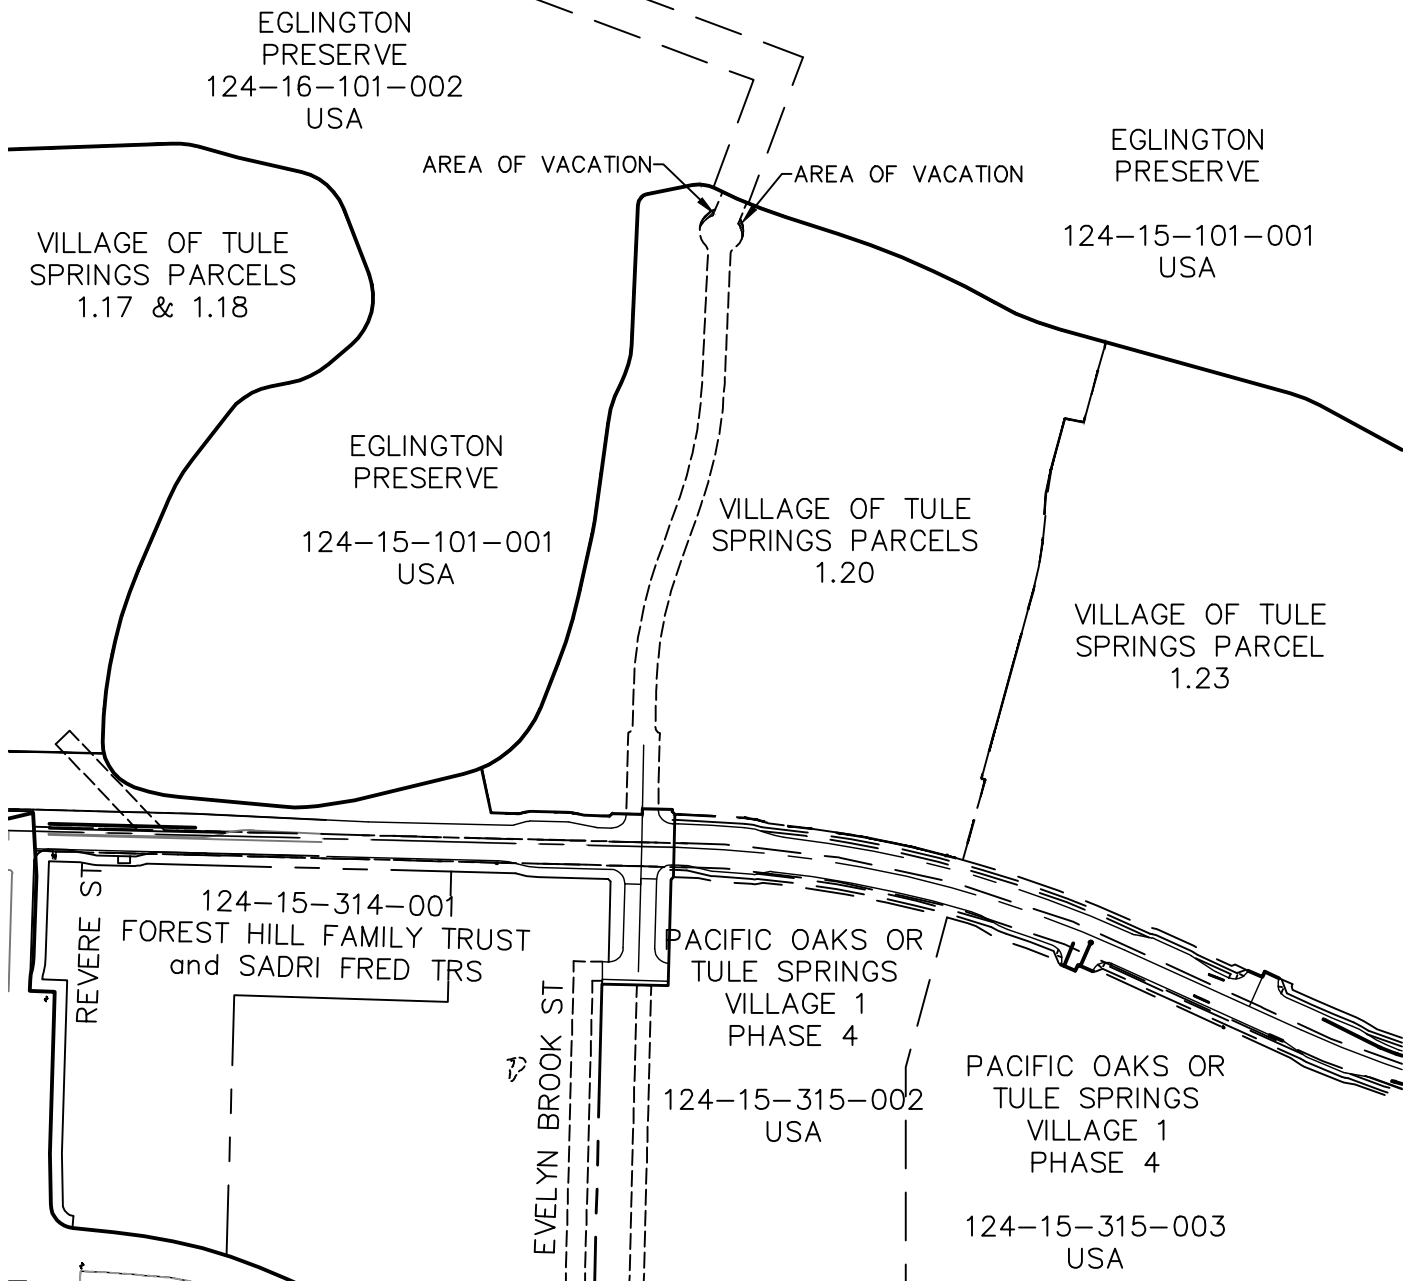 EGLINGTON
PRESERVE
124-16-101-002
USA
AREA OF VACATION
AREA OF VACATION
EGLINGTON
PRESERVE
124-15-101-001
USA
VILLAGE OF TULE
SPRINGS PARCELS
1.17 & 1.18
EGLINGTON
PRESERVE
124-15-101-001
USA
VILLAGE OF TULE
SPRINGS PARCELS
1.20
VILLAGE OF TULE
SPRINGS PARCEL
1.23
REVERE ST
124-15-314-001
FOREST HILL FAMILY TRUST
and SADRI FRED TRS
EVELYN BROOK ST
PACIFIC OAKS OR
TULE SPRINGS
VILLAGE 1
PHASE 4
124-15-315-002
USA
PACIFIC OAKS OR
TULE SPRINGS
VILLAGE 1
PHASE 4
124-15-315-003
USA